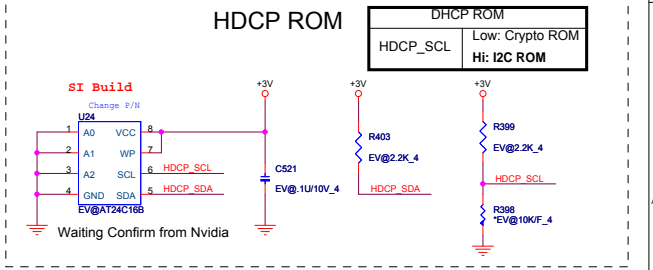 HDCP ROM
DHCP ROM
HDCP_SCL
Low: Crypto ROM
Hi: I2C ROM
SI Build
Change P/N
U24
1 A0 VCC 8
2 A1 WP 7
3 A2 SCL 6 HDCP_SCL
4 GND SDA 5 HDCP_SDA
EV@AT24C16B
Waiting Confirm from Nvidia
+3V
C521
EV@.1U/10V_4
+3V
R403
EV@2.2K_4
HDCP_SDA
+3V
R399
EV@2.2K_4
HDCP_SCL
R398
*EV@10K/F_4